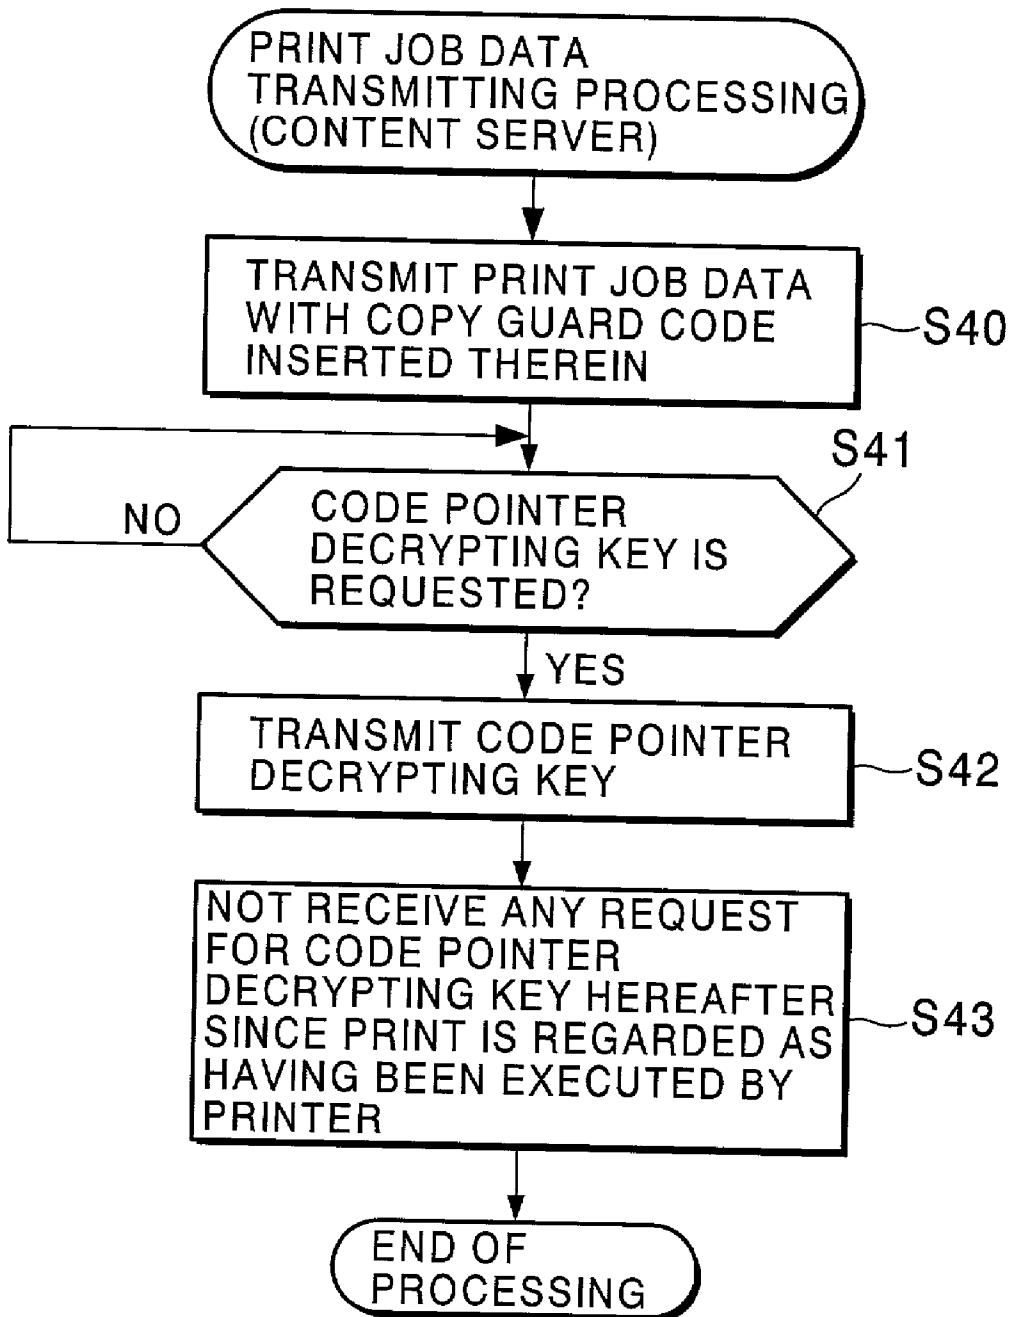 PRINT JOB DATA
TRANSMITTING PROCESSING
(CONTENT SERVER)
TRANSMIT PRINT JOB DATA
WITH COPY GUARD CODE
INSERTED THEREIN
S40
S41
NO
CODE POINTER
DECRYPTING KEY IS
REQUESTED?
YES
TRANSMIT CODE POINTER
DECRYPTING KEY
S42
NOT RECEIVE ANY REQUEST
FOR CODE POINTER
DECRYPTING KEY HEREAFTER
SINCE PRINT IS REGARDED AS
HAVING BEEN EXECUTED BY
PRINTER
S43
END OF
PROCESSING